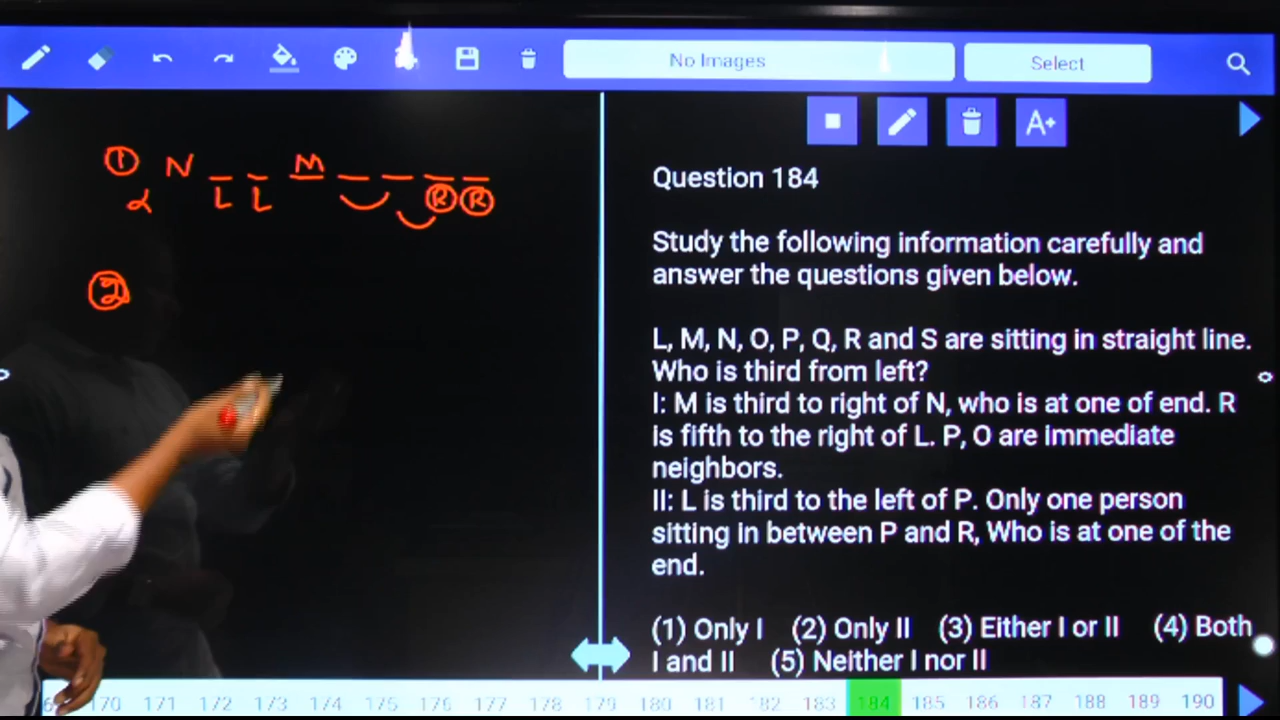 No Images
Select
A+
① N _ _ M _ _ _ _
L L R R
②
Question 184
Study the following information carefully and
answer the questions given below.
L, M, N, O, P, Q, R and S are sitting in straight line.
Who is third from left?
I: M is third to right of N, who is at one of end. R
is fifth to the right of L. P, O are immediate
neighbors.
II: L is third to the left of P. Only one person
sitting in between P and R, Who is at one of the
end.
(1) Only I (2) Only II (3) Either I or II (4) Both
I and II (5) Neither I nor II
170 171 172 173 174 175 176 177 178 179 180 181 182 183 184 185 186 187 188 189 190